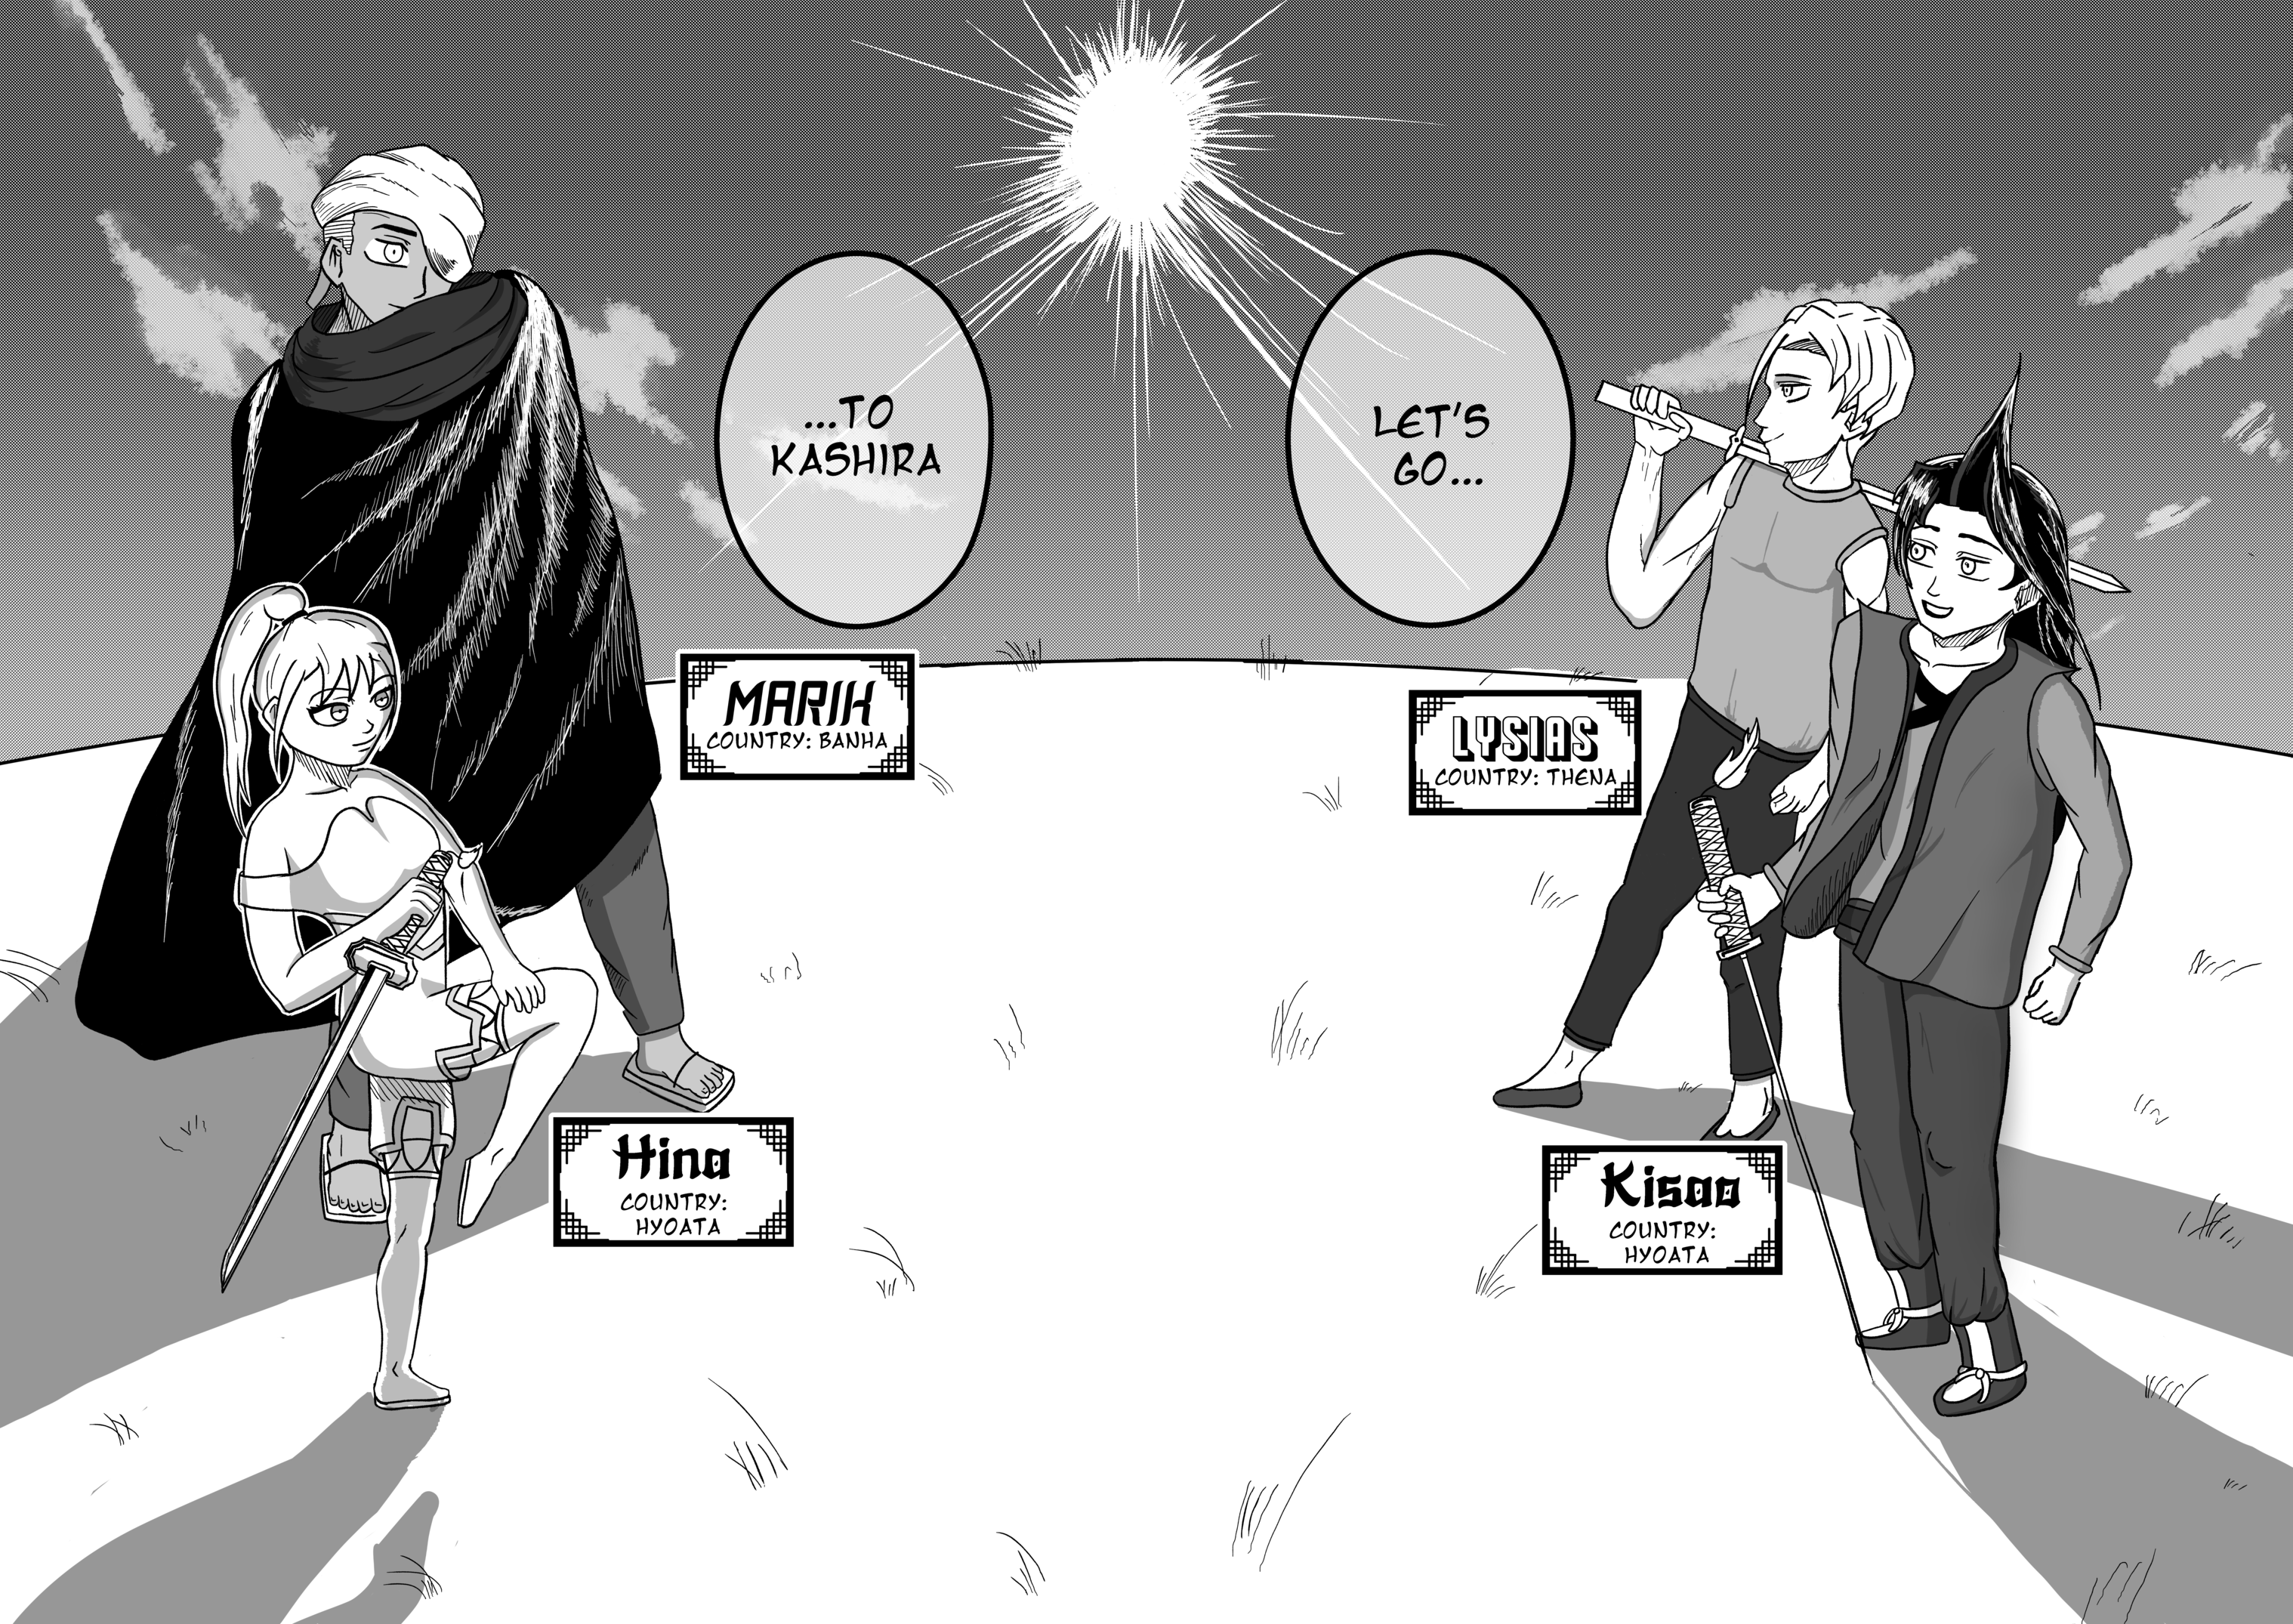 LET'S
GO...
...TO
KASHIRA
LYSIAS
COUNTRY: THENA
Kisao
COUNTRY:
HYOATA
MARIK
COUNTRY: BANHA
Hina
COUNTRY:
HYOATA